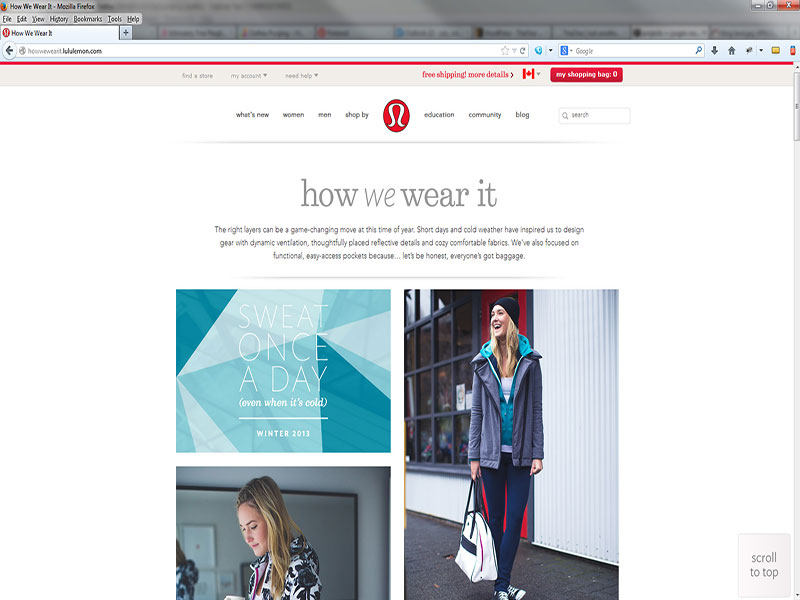 How We Wear It - Mozilla Firefox
File Edit View History Bookmarks Tools Help
How We Wear It
howwewearit.lululemon.com
Google
find a store my account need help
free shipping! more details my shopping bag: 0
what's new women men shop by education community blog search
how we wear it
The right layers can be a game-changing move at this time of year. Short days and cold weather have inspired us to design
gear with dynamic ventilation, thoughtfully placed reflective details and cozy comfortable fabrics. We've also focused on
functional, easy-access pockets because... let's be honest, everyone's got baggage.
SWEAT
ONCE
A DAY
(even when it's cold)
WINTER 2013
scroll
to top